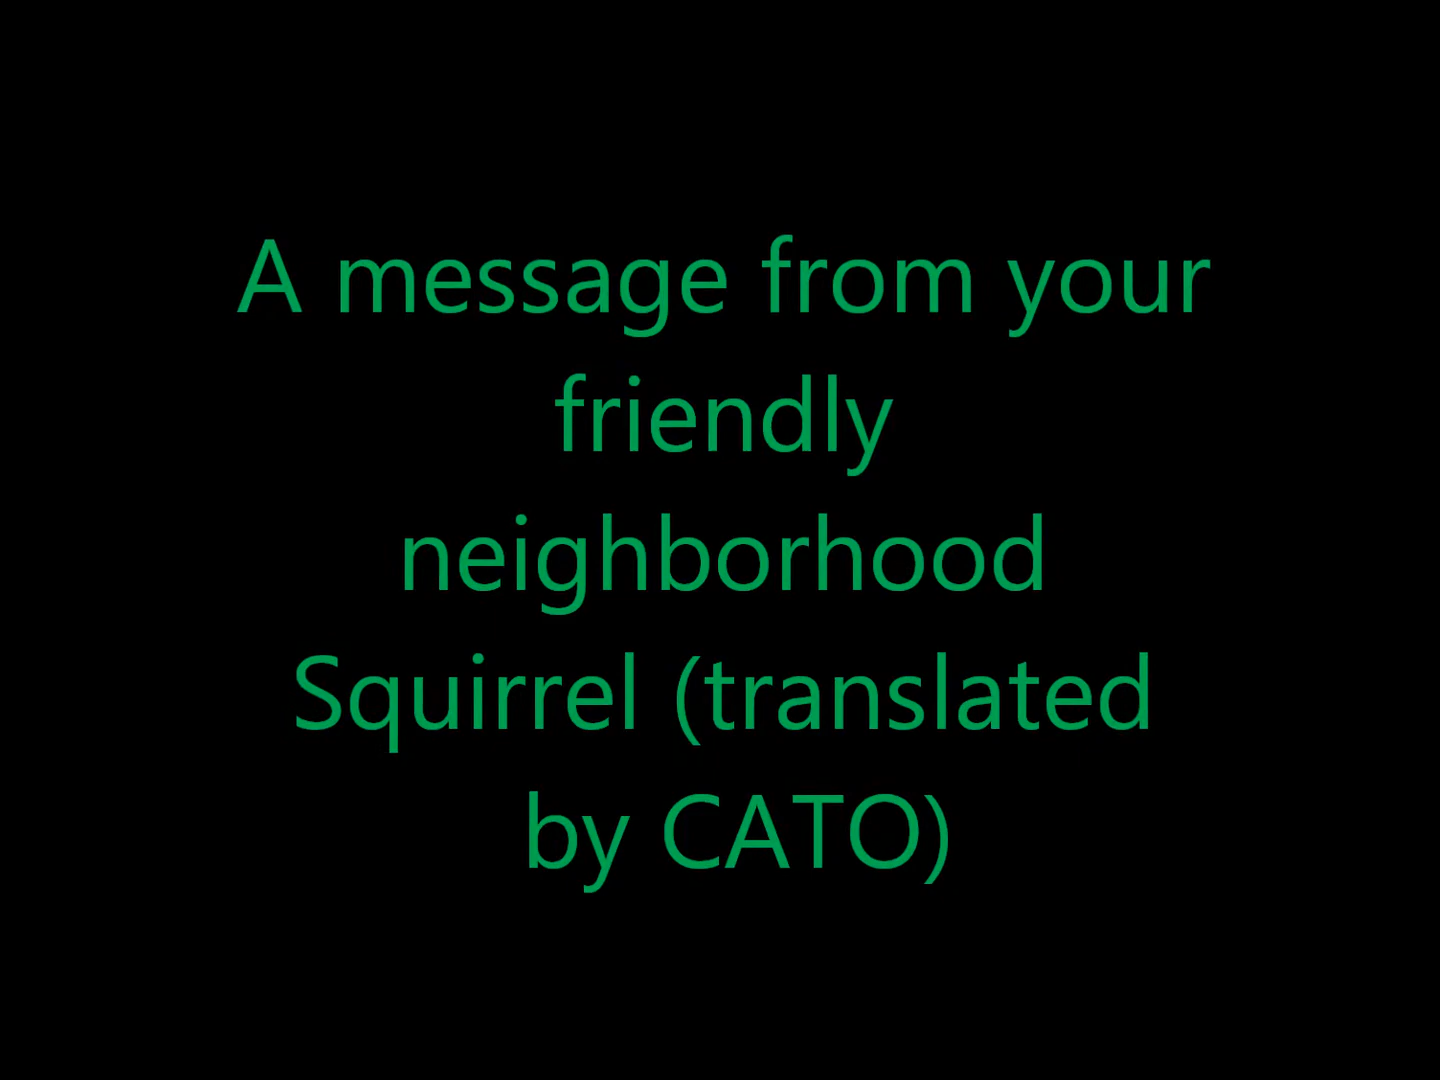 A message from your
friendly
neighborhood
Squirrel (translated
by CATO)